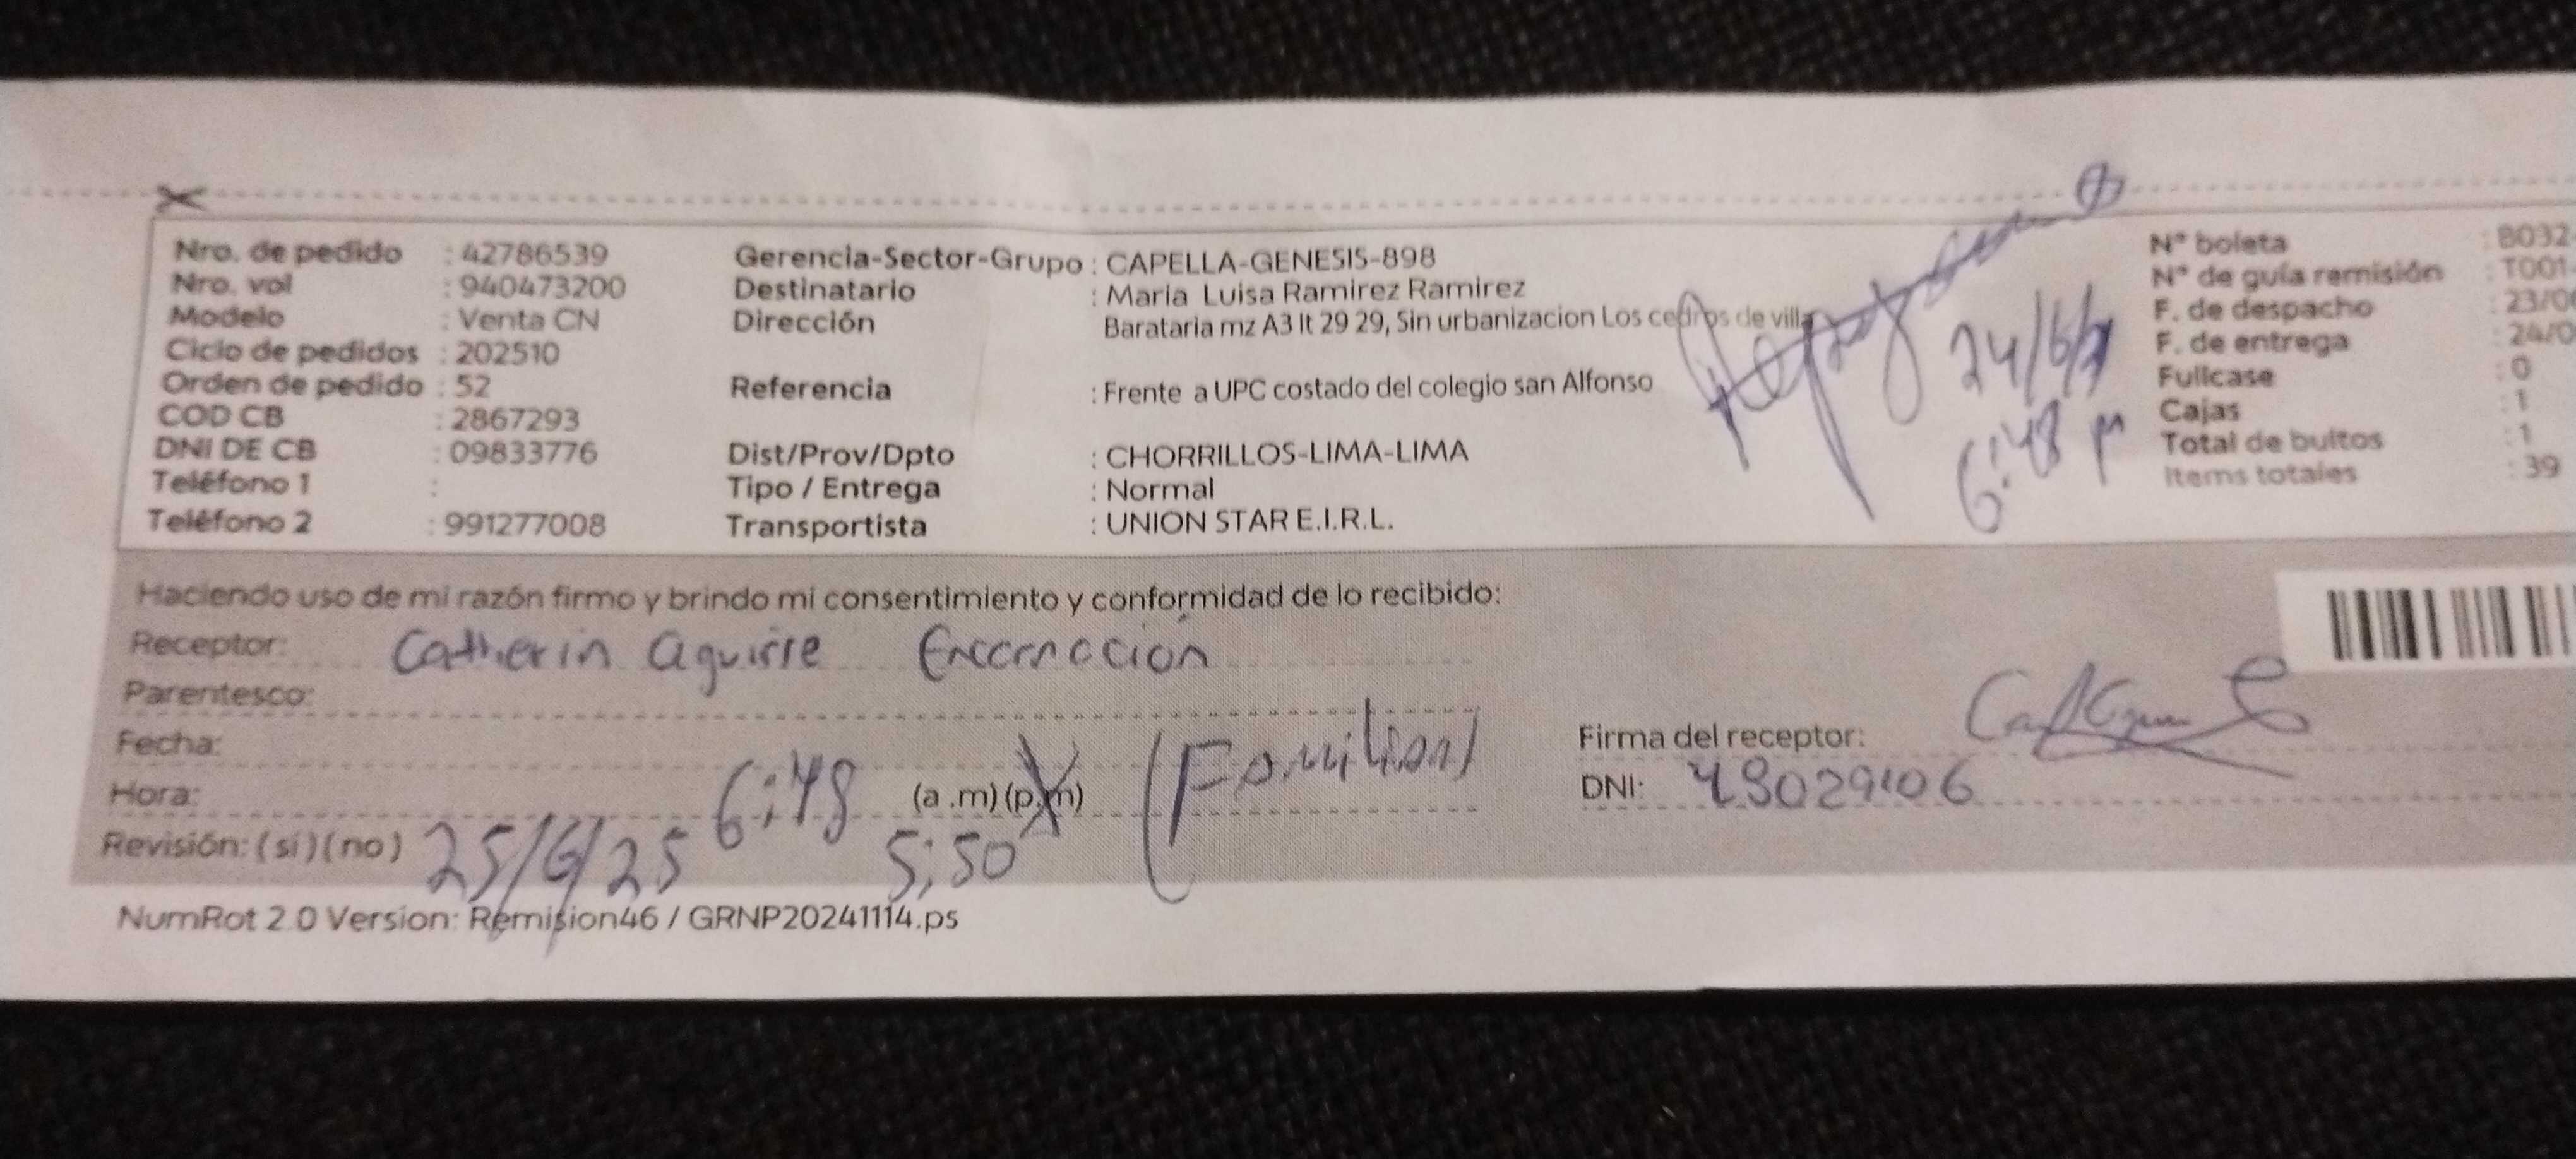 Nro. de pedido : 42786539
Nro. vol : 940473200
Modelo : Venta CN
Ciclo de pedidos : 202510
Orden de pedido : 52
COD CB : 2867293
DNI DE CB : 09833776
Teléfono 1 :
Teléfono 2 : 991277008
Gerencia-Sector-Grupo : CAPELLA-GENESIS-898
Destinatario : Maria Luisa Ramirez Ramirez
Dirección Barataria mz A3 lt 29 29, Sin urbanizacion Los cedros de villa
Referencia : Frente a UPC costado del colegio san Alfonso
Dist/Prov/Dpto : CHORRILLOS-LIMA-LIMA
Tipo / Entrega : Normal
Transportista : UNION STAR E.I.R.L.
24/6/
6:48 p
N° boleta : B032
N° de guía remisión : T001-
F. de despacho : 23/0
F. de entrega : 24/0
Fullcase : 0
Cajas : 1
Total de bultos : 1
Items totales : 39
Haciendo uso de mi razón firmo y brindo mi consentimiento y conformidad de lo recibido:
Receptor: Catherin aguirre Encarnacion
Parentesco:
Fecha:
(Familiar)
Hora: 6:48 (a .m) (p.m)
Revisión: ( si ) ( no ) 25/6/25 5:50
Firma del receptor:
DNI:
NumRot 2.0 Version: Remision46 / GRNP20241114.ps